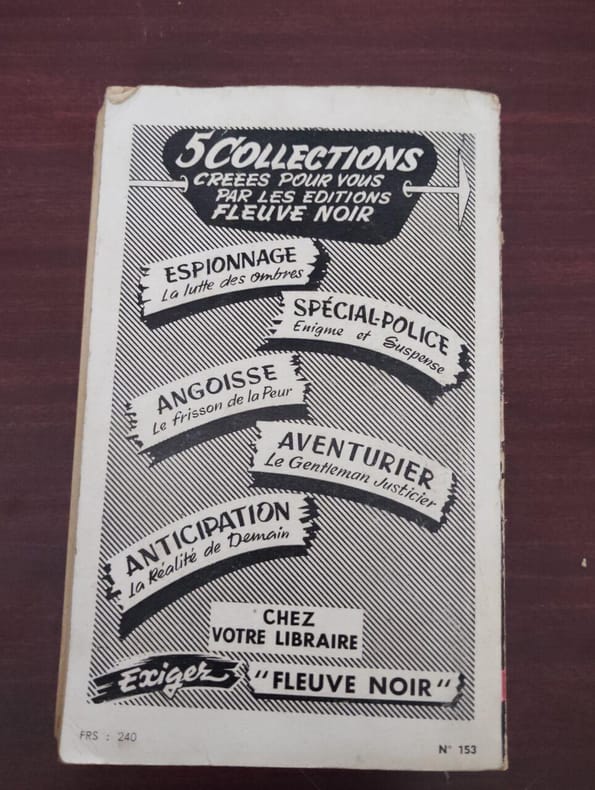 5 COLLECTIONS
CREEES POUR VOUS
PAR LES EDITIONS
FLEUVE NOIR
ESPIONNAGE
La lutte des Ombres
SPÉCIAL-POLICE
Enigme et Suspense
ANGOISSE
Le frisson de la Peur
AVENTURIER
Le Gentleman Justicier
ANTICIPATION
La Réalité de Demain
CHEZ
VOTRE LIBRAIRE
Exigez "FLEUVE NOIR"
FRS : 240
N° 153